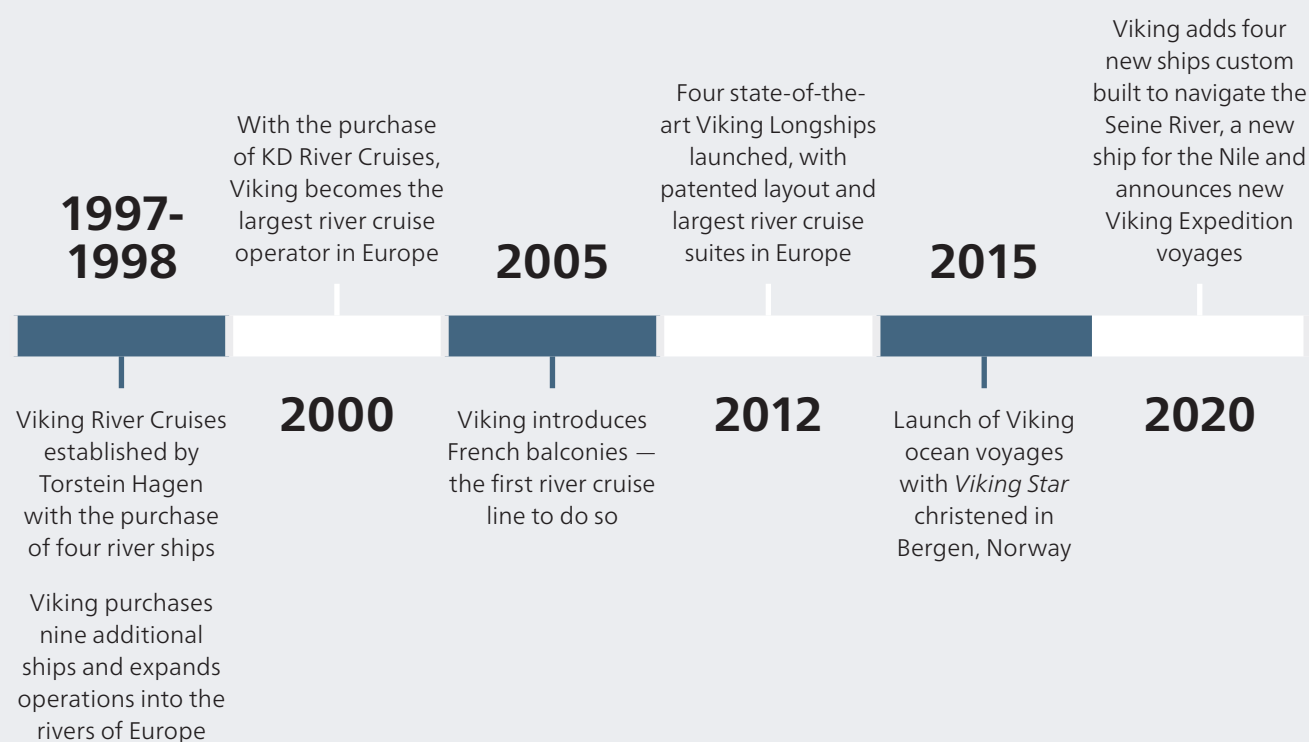 1997-
1998
Viking River Cruises
established by
Torstein Hagen
with the purchase
of four river ships
Viking purchases
nine additional
ships and expands
operations into the
rivers of Europe
With the purchase
of KD River Cruises,
Viking becomes the
largest river cruise
operator in Europe
2000
2005
Viking introduces
French balconies —
the first river cruise
line to do so
Four state-of-the-
art Viking Longships
launched, with
patented layout and
largest river cruise
suites in Europe
2012
2015
Launch of Viking
ocean voyages
with Viking Star
christened in
Bergen, Norway
Viking adds four
new ships custom
built to navigate the
Seine River, a new
ship for the Nile and
announces new
Viking Expedition
voyages
2020